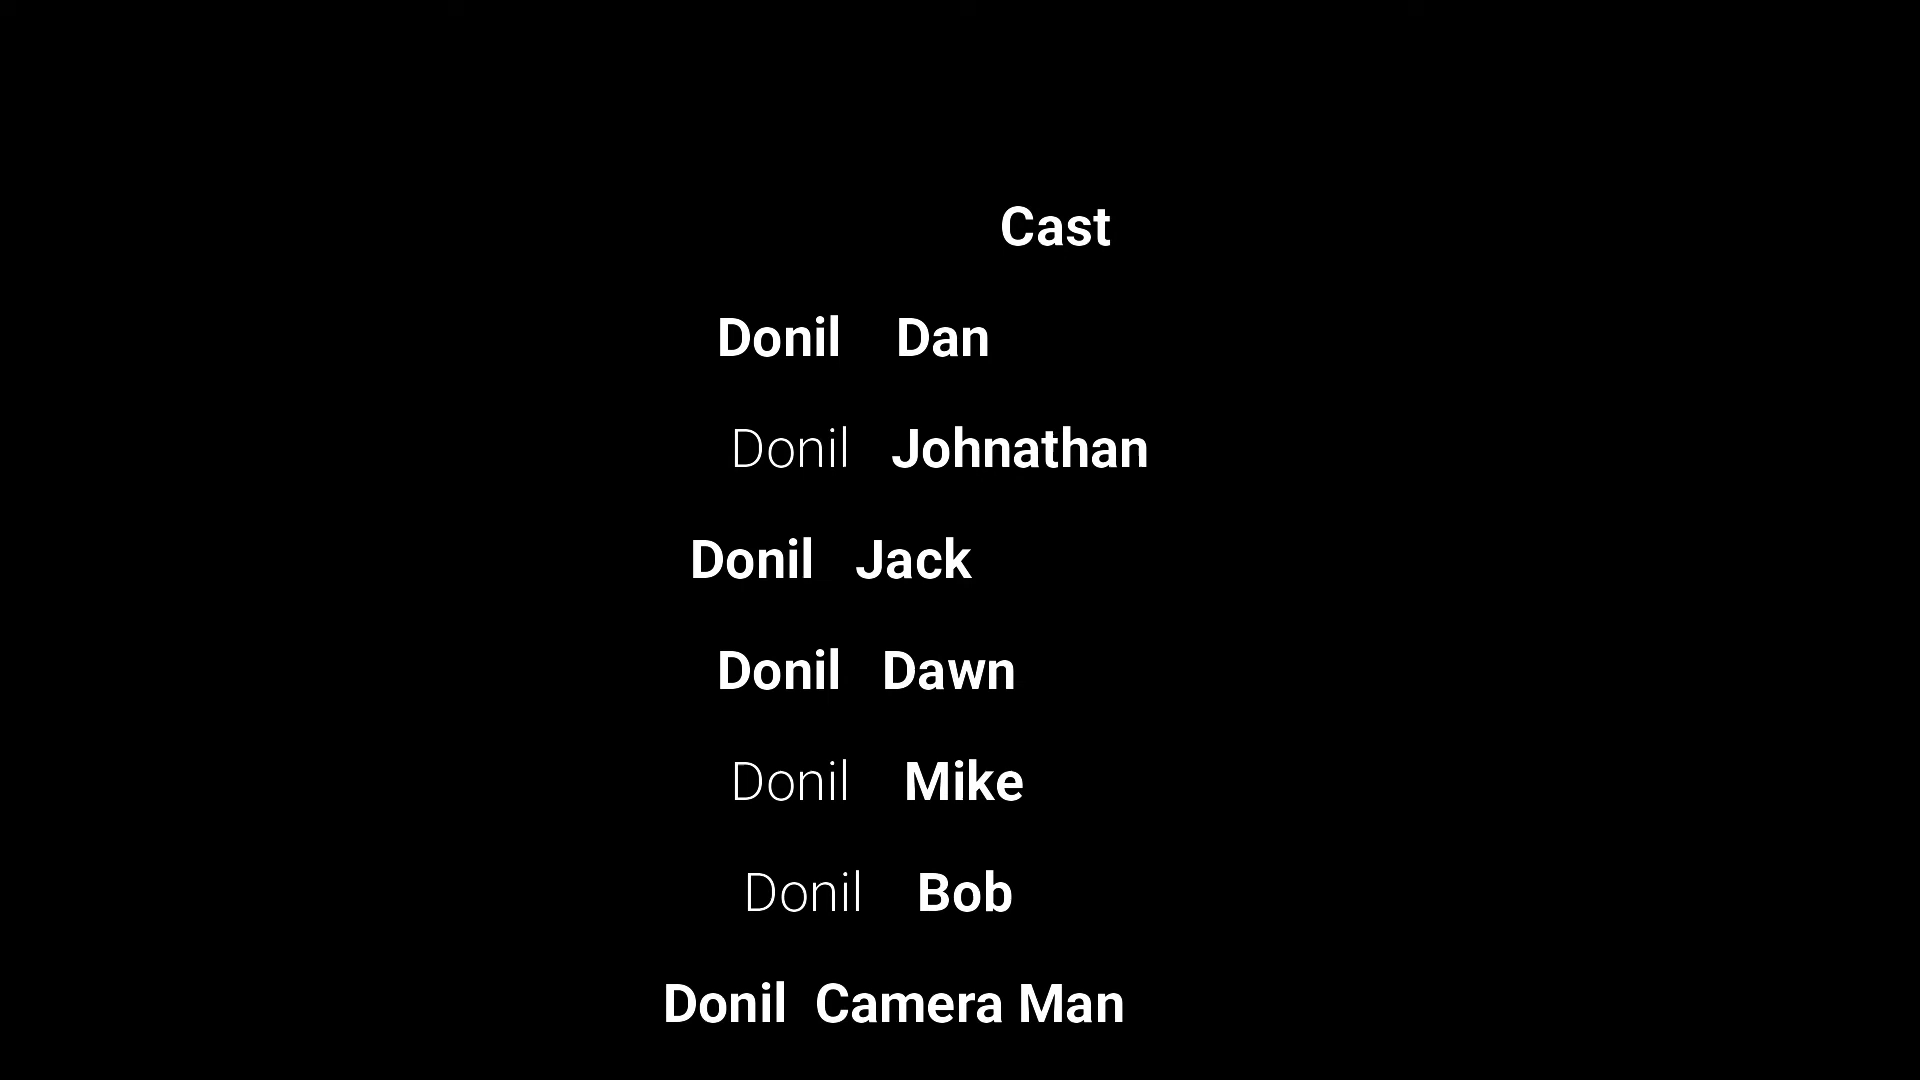 Cast
Donil Dan
Donil Johnathan
Donil Jack
Donil Dawn
Donil Mike
Donil Bob
Donil Camera Man